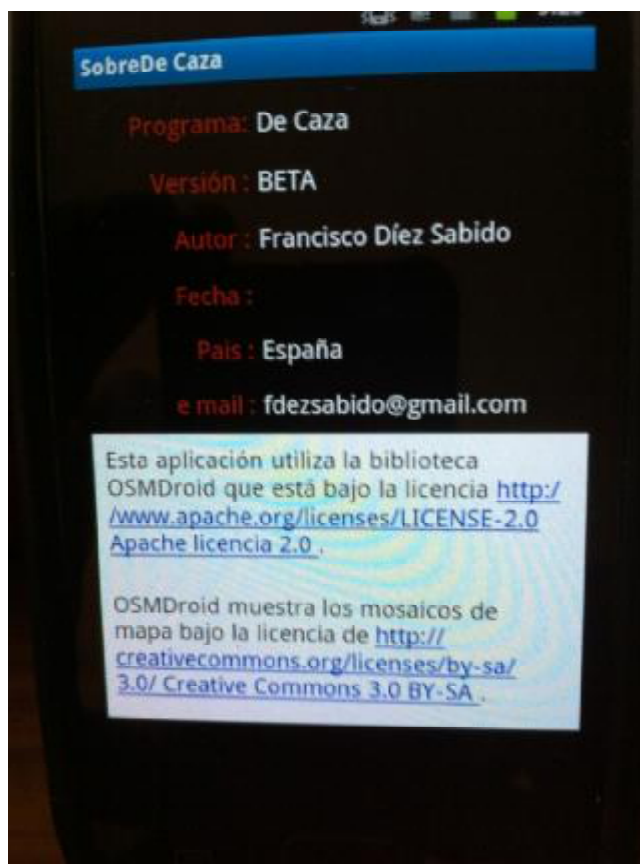 SobreDe Caza
Programa: De Caza
Versión : BETA
Autor : Francisco Díez Sabido
Fecha :
Pais : España
e mail : fdezsabido@gmail.com
Esta aplicación utiliza la biblioteca
OSMDroid que está bajo la licencia http:/
/www.apache.org/licenses/LICENSE-2.0
Apache licencia 2.0 .
OSMDroid muestra los mosaicos de
mapa bajo la licencia de http://
creativecommons.org/licenses/by-sa/
3.0/ Creative Commons 3.0 BY-SA .